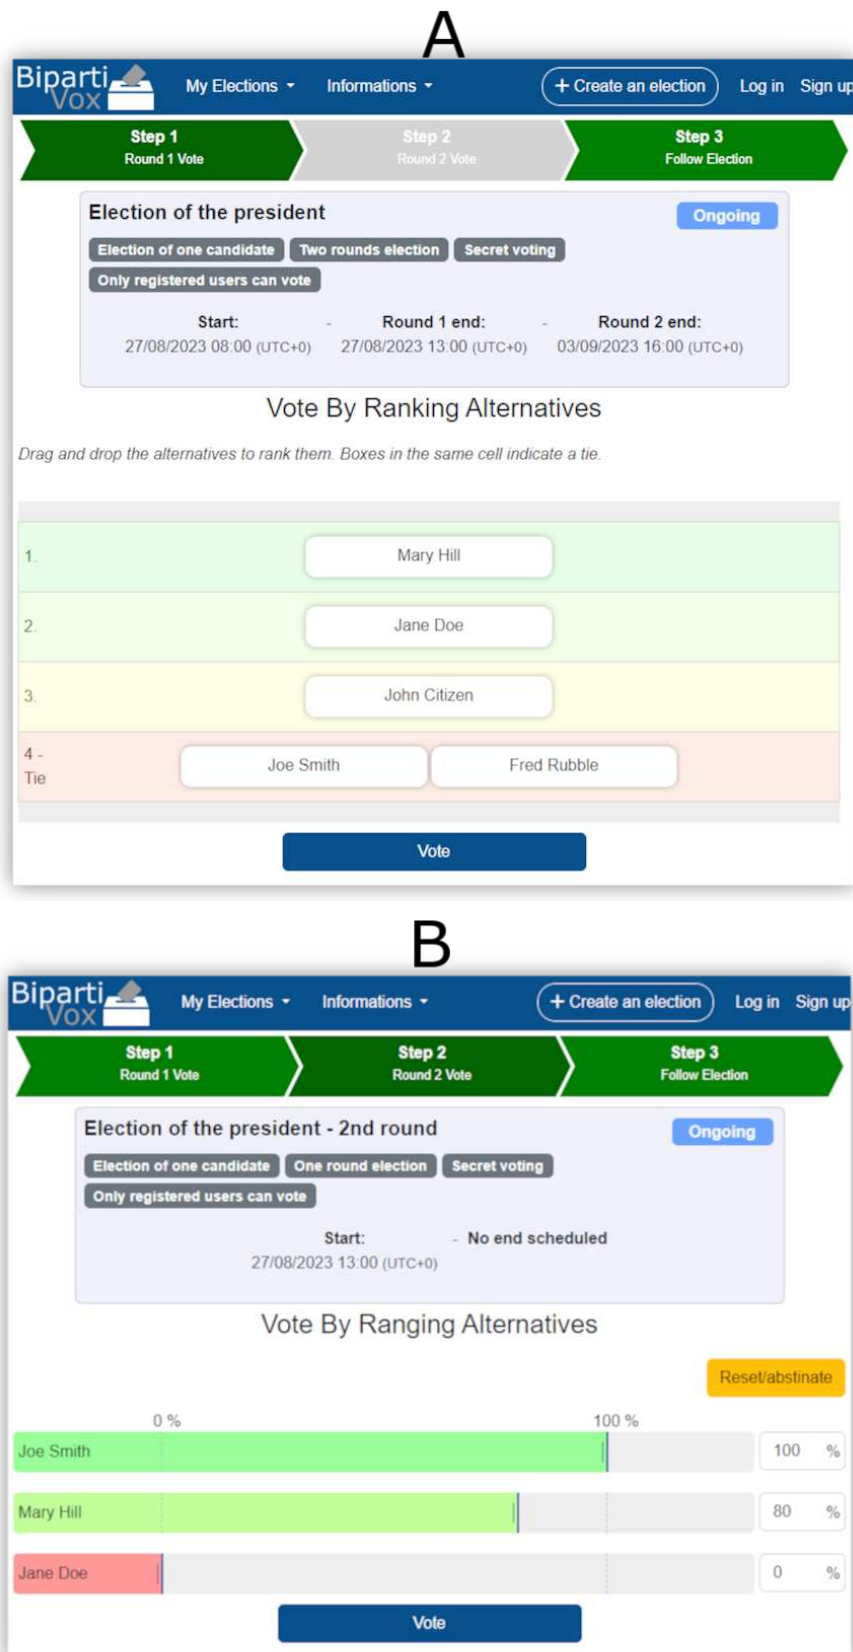 A
Biparti Vox My Elections Informations + Create an election Log in Sign up
Step 1 Step 2 Step 3
Round 1 Vote Round 2 Vote Follow Election
Election of the president Ongoing
Election of one candidate Two rounds election Secret voting
Only registered users can vote
Start: - Round 1 end: - Round 2 end:
27/08/2023 08:00 (UTC+0) 27/08/2023 13:00 (UTC+0) 03/09/2023 16:00 (UTC+0)
Vote By Ranking Alternatives
Drag and drop the alternatives to rank them. Boxes in the same cell indicate a tie.
1. Mary Hill
2. Jane Doe
3. John Citizen
4 - Tie Joe Smith Fred Rubble
Vote
B
Biparti Vox My Elections Informations + Create an election Log in Sign up
Step 1 Step 2 Step 3
Round 1 Vote Round 2 Vote Follow Election
Election of the president - 2nd round Ongoing
Election of one candidate One round election Secret voting
Only registered users can vote
Start: - No end scheduled
27/08/2023 13:00 (UTC+0)
Vote By Ranging Alternatives
Reset/abstinate
0 % 100 %
Joe Smith 100 %
Mary Hill 80 %
Jane Doe 0 %
Vote